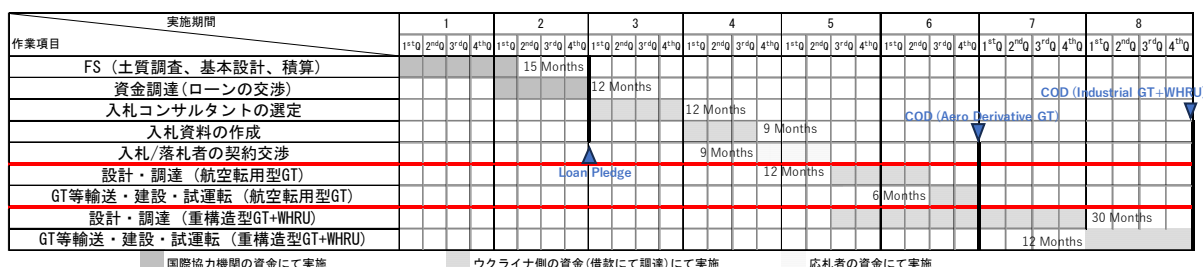 実施期間 1 2 3 4 5 6 7 8
作業項目 1stQ 2ndQ 3rdQ 4thQ 1stQ 2ndQ 3rdQ 4thQ 1stQ 2ndQ 3rdQ 4thQ 1stQ 2ndQ 3rdQ 4thQ 1stQ 2ndQ 3rdQ 4thQ 1stQ 2ndQ 3rdQ 4thQ 1stQ 2ndQ 3rdQ 4thQ 1stQ 2ndQ 3rdQ 4thQ
FS (土質調査、基本設計、積算) 15 Months
資金調達(ローンの交渉) 12 Months
COD (Industrial GT+WHRU)
入札コンサルタントの選定 12 Months
COD (Aero Derivative GT)
入札資料の作成 9 Months
入札/落札者の契約交渉 9 Months
Loan Pledge
設計・調達 (航空転用型GT) 12 Months
GT等輸送・建設・試運転 (航空転用型GT) 6 Months
設計・調達 (重構造型GT+WHRU) 30 Months
GT等輸送・建設・試運転 (重構造型GT+WHRU) 12 Months
国際協力機関の資金にて実施 ウクライナ側の資金(借款にて調達)にて実施 応札者の資金にて実施